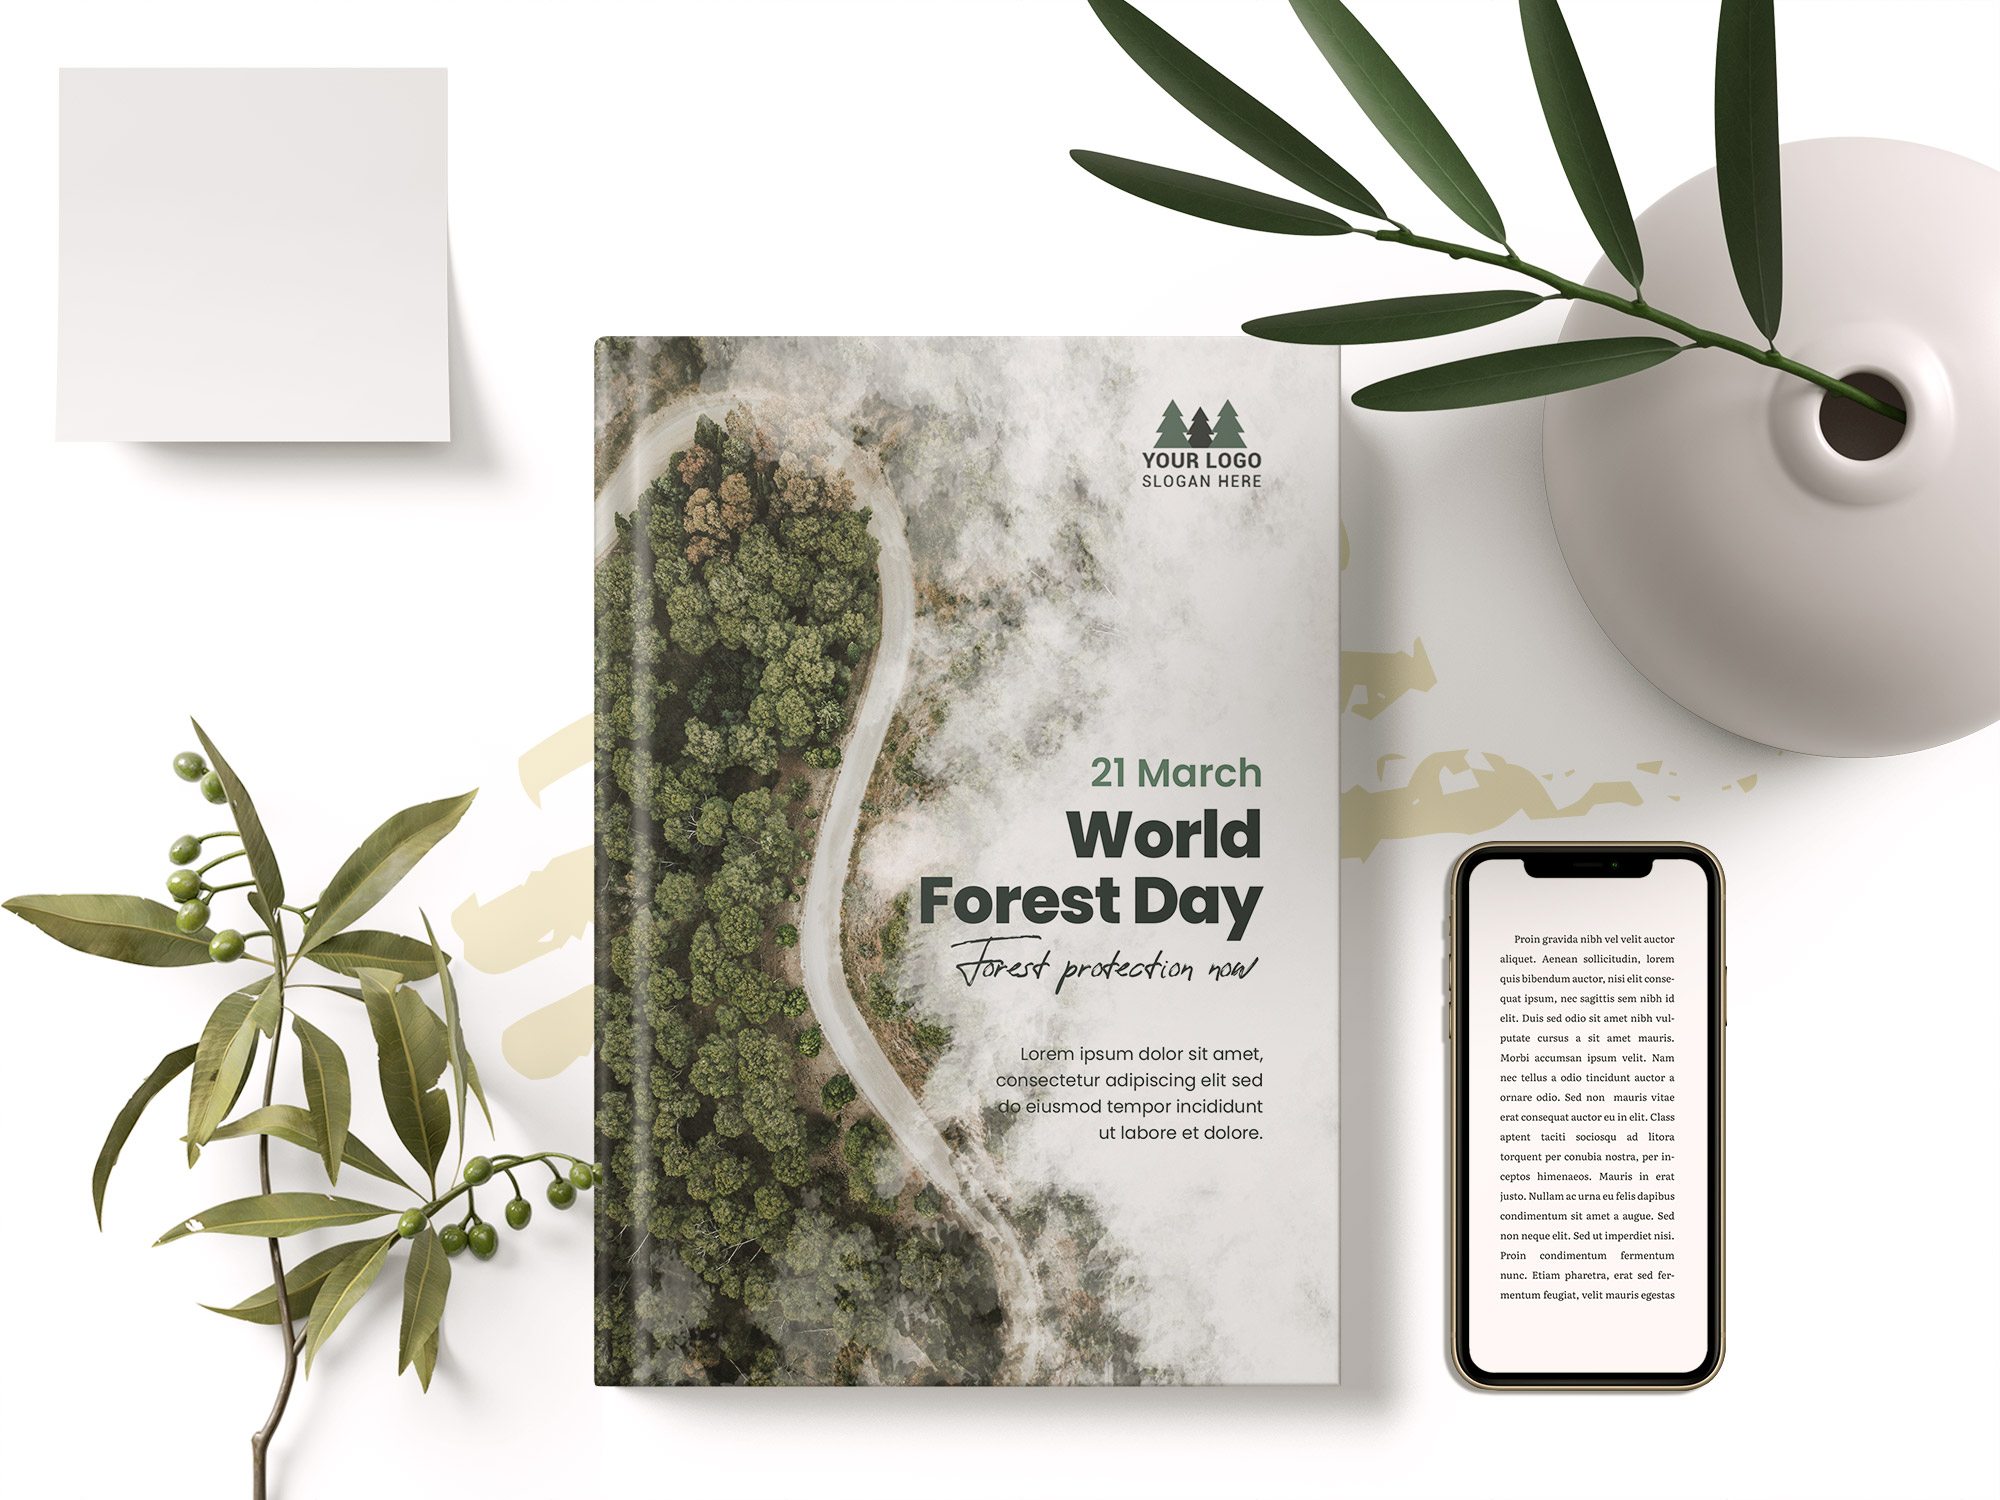 YOUR LOGO
SLOGAN HERE
21 March
World
Forest Day
Forest protection now
Lorem ipsum dolor sit amet,
consectetur adipiscing elit sed
do eiusmod tempor incididunt
ut labore et dolore.
Proin gravida nibh vel velit auctor
aliquet. Aenean sollicitudin, lorem
quis bibendum auctor, nisi elit conse-
quat ipsum, nec sagittis sem nibh id
elit. Duis sed odio sit amet nibh vul-
putate cursus a sit amet mauris.
Morbi accumsan ipsum velit. Nam
nec tellus a odio tincidunt auctor a
ornare odio. Sed non mauris vitae
erat consequat auctor eu in elit. Class
aptent taciti sociosqu ad litora
torquent per conubia nostra, per in-
ceptos himenaeos. Mauris in erat
justo. Nullam ac urna eu felis dapibus
condimentum sit amet a augue. Sed
non neque elit. Sed ut imperdiet nisi.
Proin condimentum fermentum
nunc. Etiam pharetra, erat sed fer-
mentum feugiat, velit mauris egestas